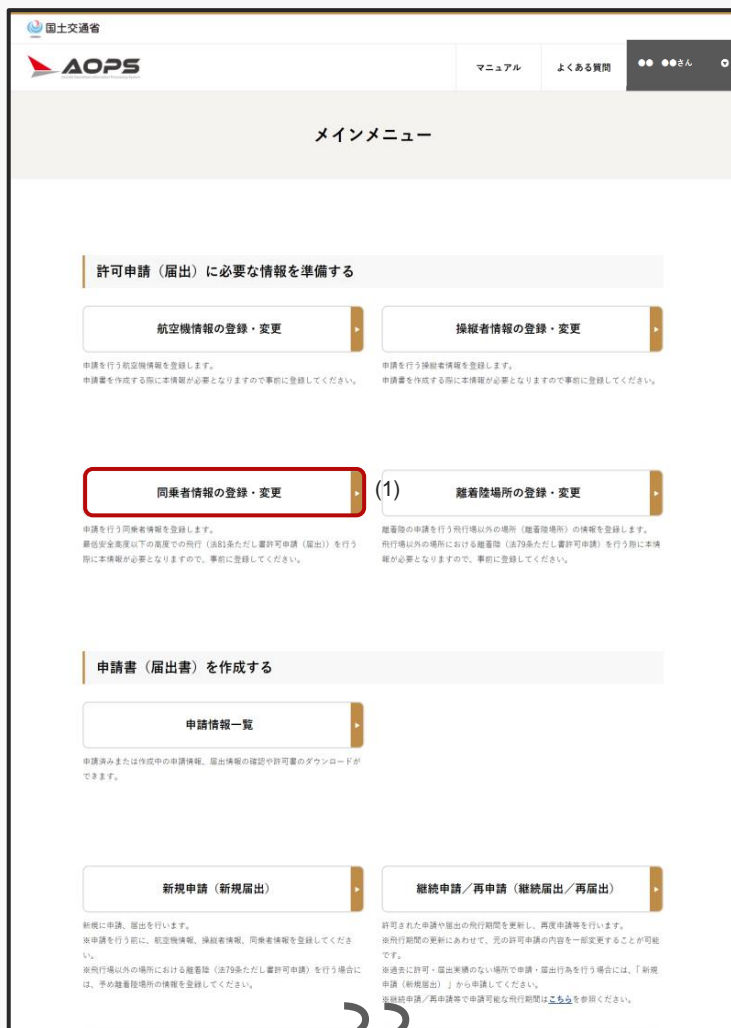 国土交通省
AOPS
マニュアル
よくある質問
●● ●●さん
メインメニュー
許可申請（届出）に必要な情報を準備する
航空機情報の登録・変更
操縦者情報の登録・変更
申請を行う航空機情報を登録します。
申請書を作成する際に本情報が必要となりますので事前に登録してください。
申請を行う操縦者情報を登録します。
申請書を作成する際に本情報が必要となりますので事前に登録してください。
同乗者情報の登録・変更
(1)
離着陸場所の登録・変更
申請を行う同乗者情報を登録します。
最低安全高度以下の高度での飛行（法81条ただし書許可申請（届出））を行う
際に本情報が必要となりますので、事前に登録してください。
離着陸の申請を行う飛行場以外の場所（離着陸場所）の情報を登録します。
飛行場以外の場所における離着陸（法79条ただし書許可申請）を行う際に本情
報が必要となりますので、事前に登録してください。
申請書（届出書）を作成する
申請情報一覧
申請済みまたは作成中の申請情報、届出情報の確認や許可書のダウンロードが
できます。
新規申請（新規届出）
継続申請／再申請（継続届出／再届出）
新規に申請、届出を行います。
※申請を行う前に、航空機情報、操縦者情報、同乗者情報を登録してくださ
い。
※飛行場以外の場所における離着陸（法79条ただし書許可申請）を行う場合に
は、予め離着陸場所の情報を登録してください。
許可された申請や届出の飛行期間を更新し、再度申請等を行います。
※飛行期間の更新にあわせて、元の許可申請の内容を一部変更することが可能
です。
※過去に許可・届出実績のない場所で申請・届出行為を行う場合には、「新規
申請（新規届出）」から申請してください。
※継続申請／再申請等で申請可能な飛行期間はこちらを参照ください。